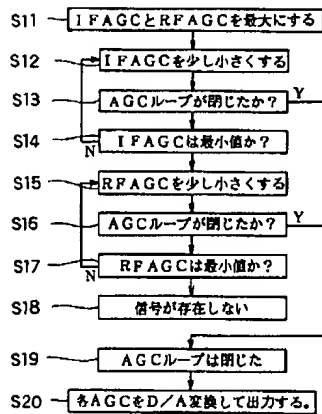 S11 IFAGCとRFAGCを最大にする
S12 IFAGCを少し小さくする
S13 AGCループが閉じたか? Y
S14 IFAGCは最小値か?
N
S15 RFAGCを少し小さくする
S16 AGCループが閉じたか? Y
S17 RFAGCは最小値か?
N
S18 信号が存在しない
S19 AGCループは閉じた
S20 各AGCをD/A変換して出力する。